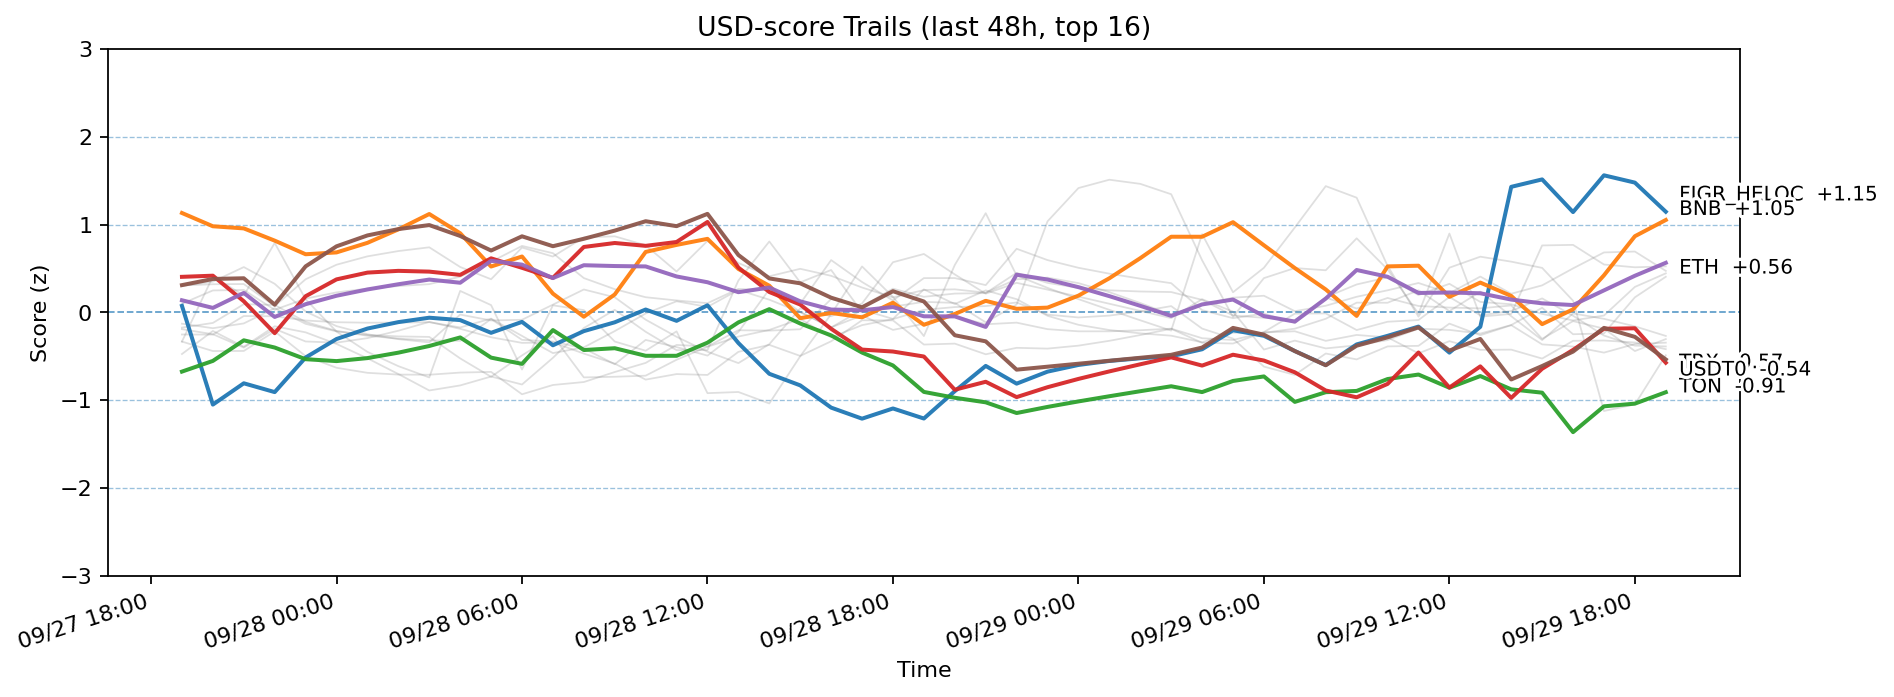 USD-score Trails (last 48h, top 16)
3
2
1
0
−1
−2
−3
Score (z)
FIGR_HELOC +1.15
BNB +1.05
ETH +0.56
TRX -0.57
USDT0 -0.54
TON -0.91
09/27 18:00
09/28 00:00
09/28 06:00
09/28 12:00
09/28 18:00
09/29 00:00
09/29 06:00
09/29 12:00
09/29 18:00
Time